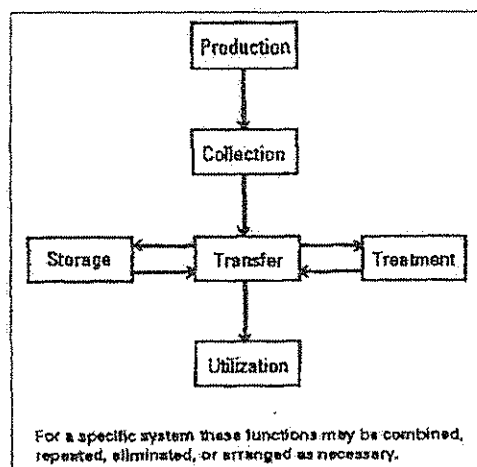 Production
Collection
Storage
Transfer
Treatment
Utilization
For a specific system these functions may be combined,
repeated, eliminated, or arranged as necessary.